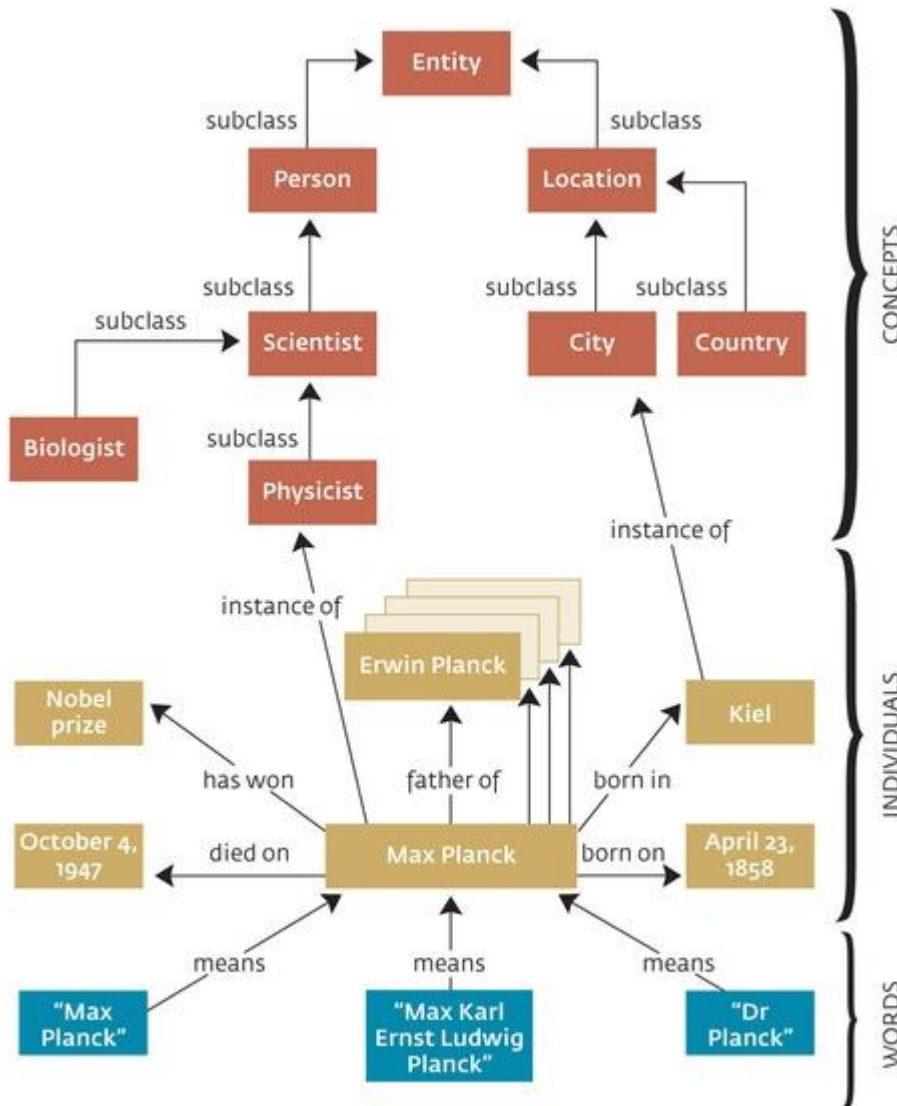 Entity
subclass
subclass
Person
Location
CONCEPTS
subclass
subclass
subclass
subclass
Scientist
City
Country
Biologist
subclass
Physicist
instance of
instance of
Erwin Planck
Nobel
prize
Kiel
INDIVIDUALS
has won
father of
born in
October 4,
1947
died on
Max Planck
born on
April 23,
1858
means
means
means
"Max
Planck"
"Max Karl
Ernst Ludwig
Planck"
"Dr
Planck"
WORDS